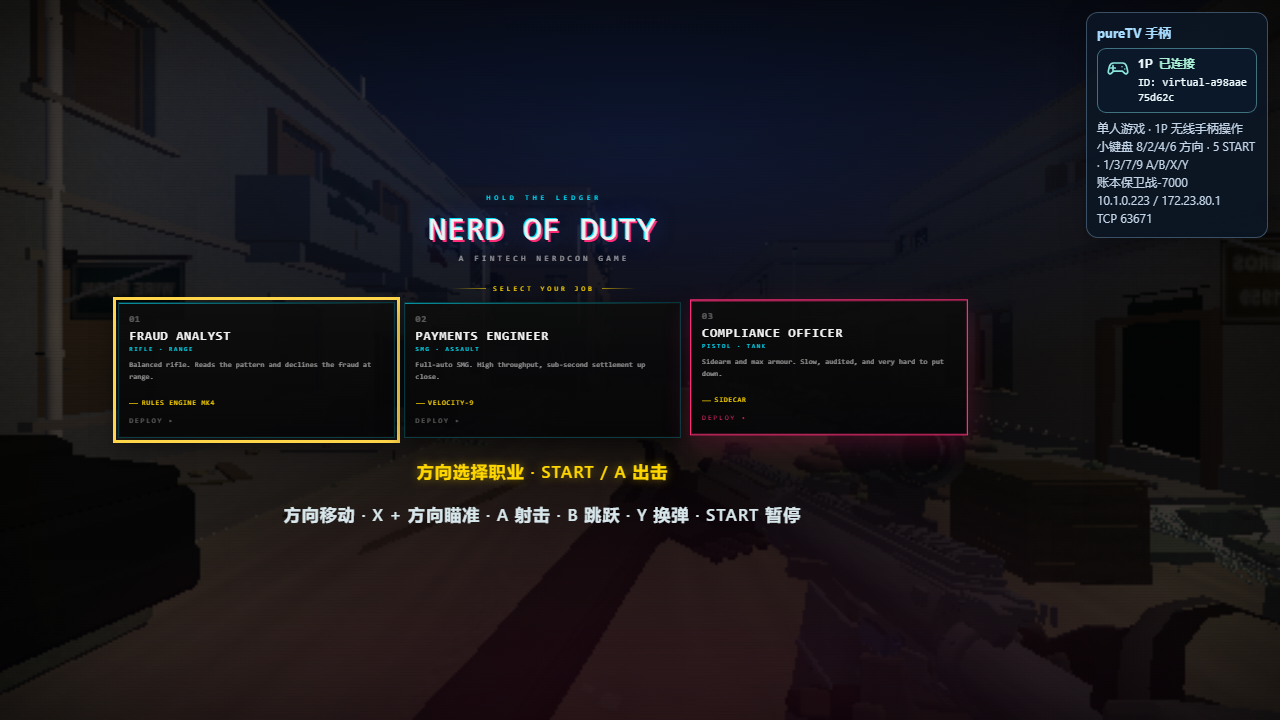 pureTV 手柄
1P 已连接
ID: virtual-a98aae
75d62c
单人游戏 · 1P 无线手柄操作
小键盘 8/2/4/6 方向 · 5 START
· 1/3/7/9 A/B/X/Y
账本保卫战-7000
10.1.0.223 / 172.23.80.1
TCP 63671
HOLD THE LEDGER
NERD OF DUTY
A FINTECH NERDCON GAME
SELECT YOUR JOB
01
FRAUD ANALYST
RIFLE · RANGE
Balanced rifle. Reads the pattern and declines the fraud at
range.
—— RULES ENGINE MK4
DEPLOY ▸
02
PAYMENTS ENGINEER
SMG · ASSAULT
Full-auto SMG. High throughput, sub-second settlement up
close.
—— VELOCITY-9
DEPLOY ▸
03
COMPLIANCE OFFICER
PISTOL · TANK
Sidearm and max armour. Slow, audited, and very hard to put
down.
—— SIDECAR
DEPLOY ▸
方向选择职业 · START / A 出击
方向移动 · X + 方向瞄准 · A 射击 · B 跳跃 · Y 换弹 · START 暂停